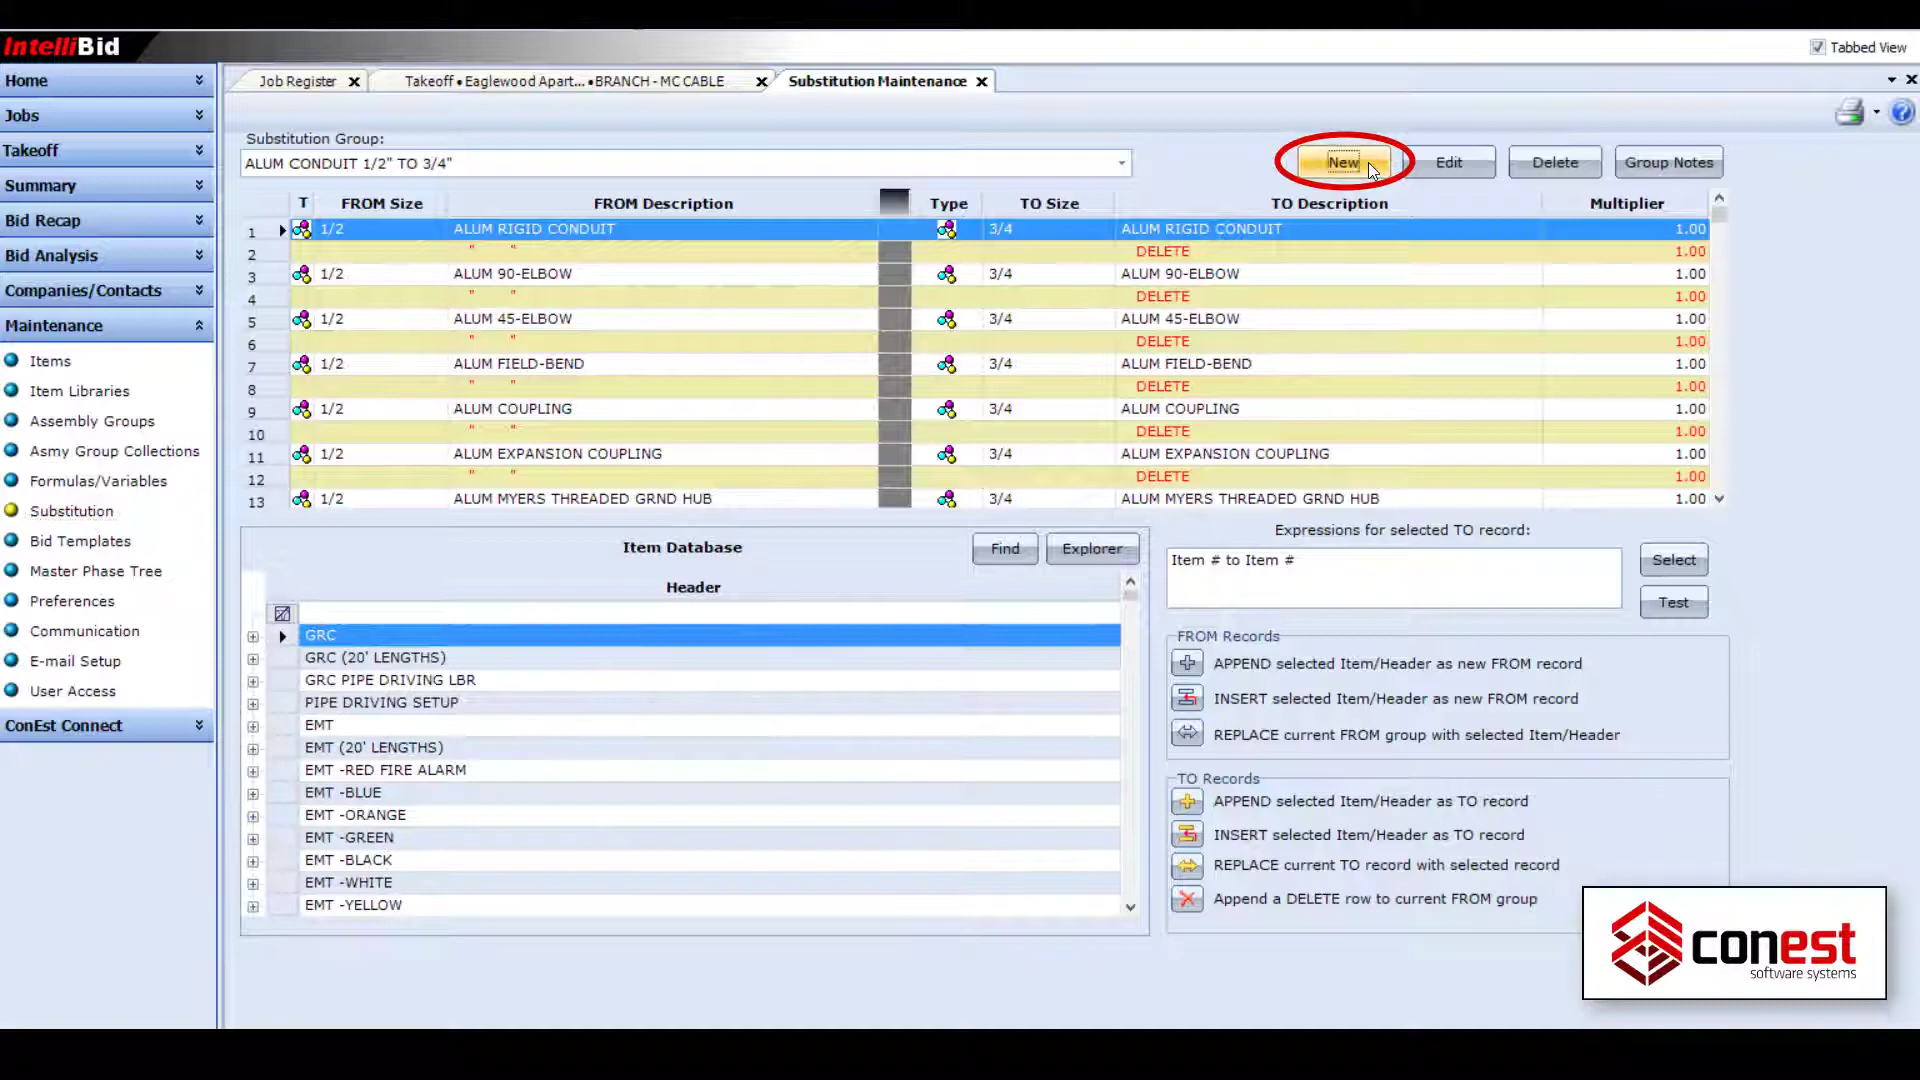 IntelliBid
Tabbed View
Home
Jobs
Takeoff
Summary
Bid Recap
Bid Analysis
Companies/Contacts
Maintenance
Items
Item Libraries
Assembly Groups
Asmy Group Collections
Formulas/Variables
Substitution
Bid Templates
Master Phase Tree
Preferences
Communication
E-mail Setup
User Access
ConEst Connect
Job Register
Takeoff • Eaglewood Apart... • BRANCH - MC CABLE
Substitution Maintenance
Substitution Group:
ALUM CONDUIT 1/2" TO 3/4"
New Edit Delete Group Notes
T FROM Size FROM Description Type TO Size TO Description Multiplier
1 1/2 ALUM RIGID CONDUIT 3/4 ALUM RIGID CONDUIT 1.00
2 " " DELETE 1.00
3 1/2 ALUM 90-ELBOW 3/4 ALUM 90-ELBOW 1.00
4 " " DELETE 1.00
5 1/2 ALUM 45-ELBOW 3/4 ALUM 45-ELBOW 1.00
6 " " DELETE 1.00
7 1/2 ALUM FIELD-BEND 3/4 ALUM FIELD-BEND 1.00
8 " " DELETE 1.00
9 1/2 ALUM COUPLING 3/4 ALUM COUPLING 1.00
10 " " DELETE 1.00
11 1/2 ALUM EXPANSION COUPLING 3/4 ALUM EXPANSION COUPLING 1.00
12 " " DELETE 1.00
13 1/2 ALUM MYERS THREADED GRND HUB 3/4 ALUM MYERS THREADED GRND HUB 1.00
Item Database
Find Explorer
Header
GRC
GRC (20' LENGTHS)
GRC PIPE DRIVING LBR
PIPE DRIVING SETUP
EMT
EMT (20' LENGTHS)
EMT -RED FIRE ALARM
EMT -BLUE
EMT -ORANGE
EMT -GREEN
EMT -BLACK
EMT -WHITE
EMT -YELLOW
Expressions for selected TO record:
Item # to Item #
Select
Test
FROM Records
APPEND selected Item/Header as new FROM record
INSERT selected Item/Header as new FROM record
REPLACE current FROM group with selected Item/Header
TO Records
APPEND selected Item/Header as TO record
INSERT selected Item/Header as TO record
REPLACE current TO record with selected record
Append a DELETE row to current FROM group
conest
software systems